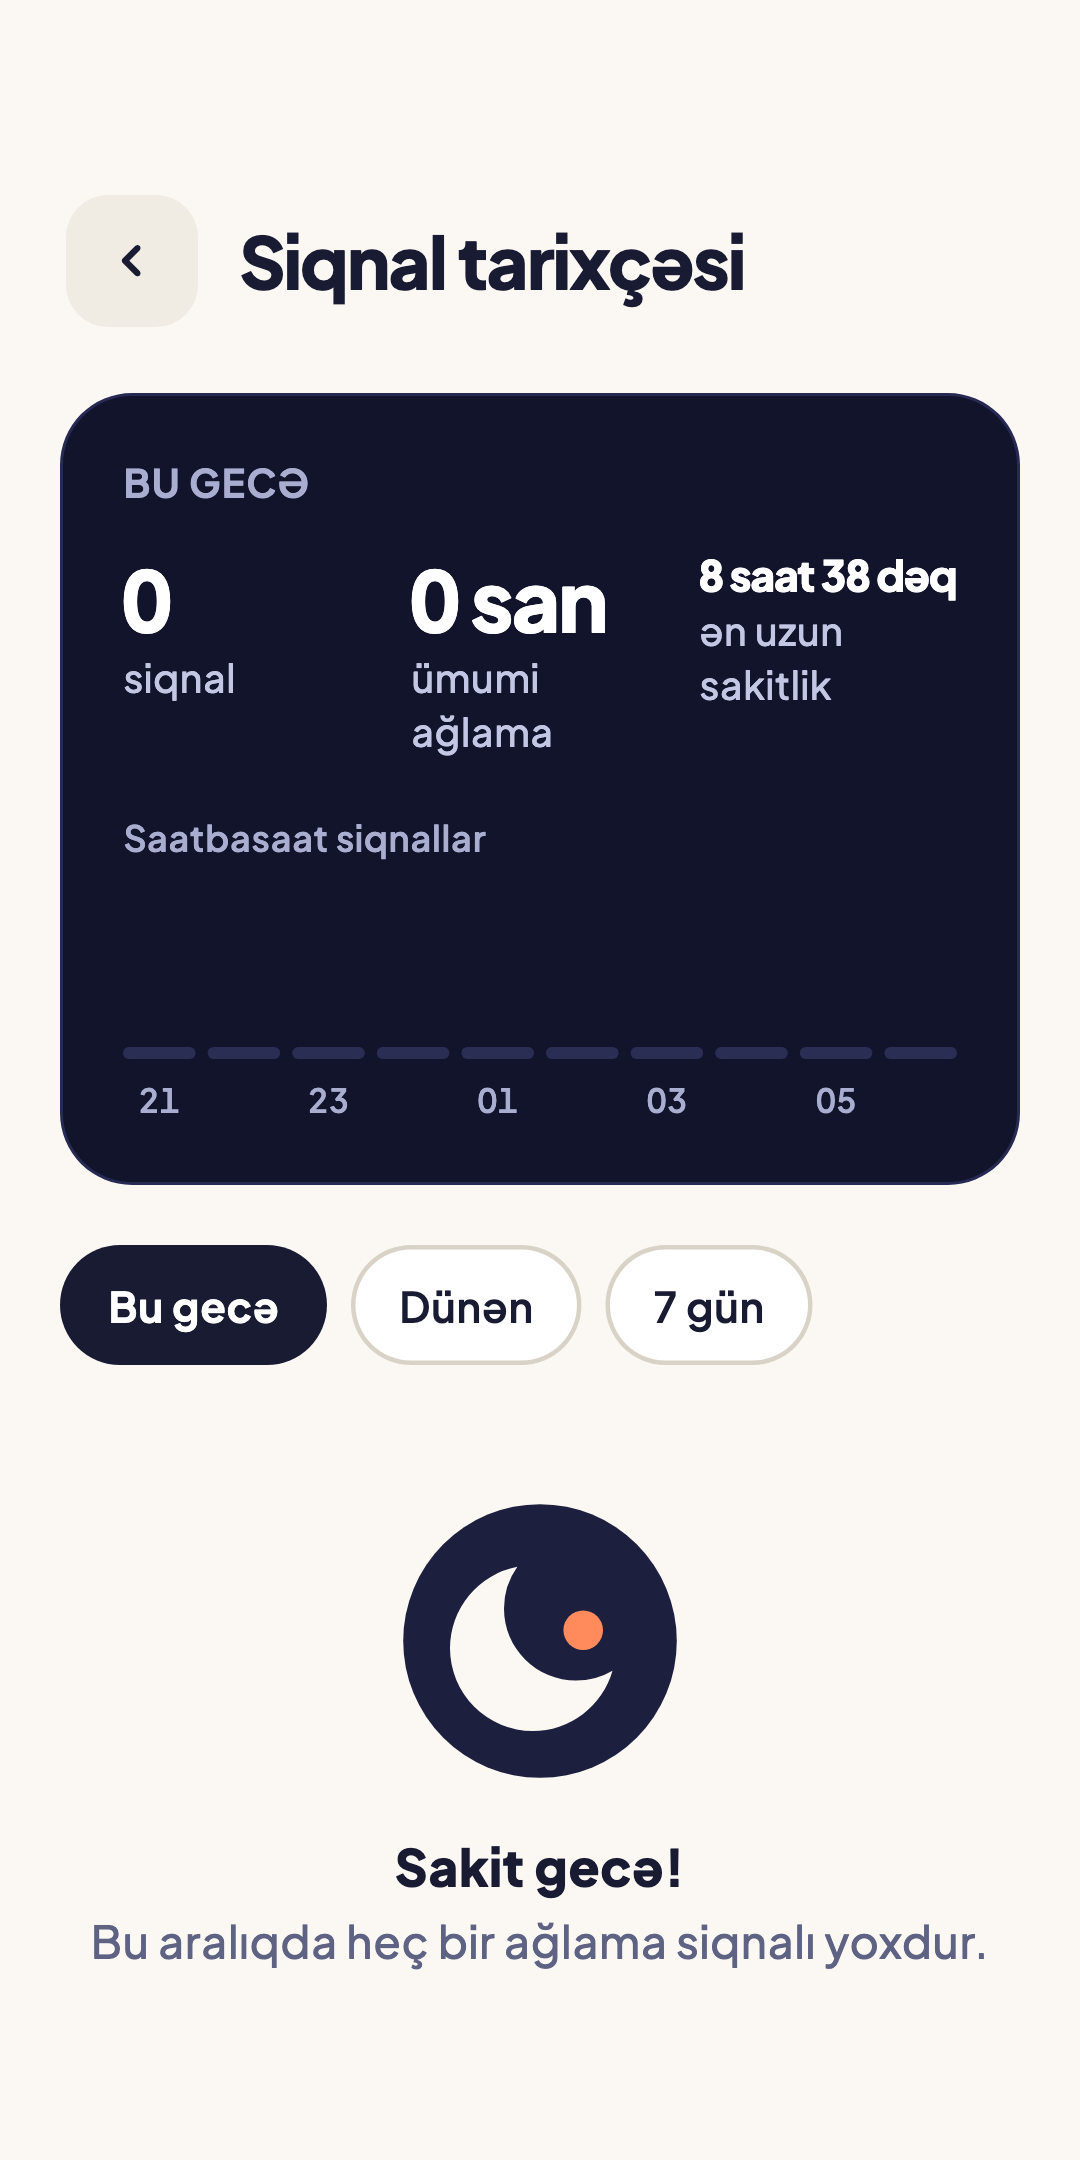 Siqnal tarixçəsi
BU GECƏ
0
siqnal
0 san
ümumi
ağlama
8 saat 38 dəq
ən uzun
sakitlik
Saatbasaat siqnallar
21 23 01 03 05
Bu gecə Dünən 7 gün
Sakit gecə!
Bu aralıqda heç bir ağlama siqnalı yoxdur.